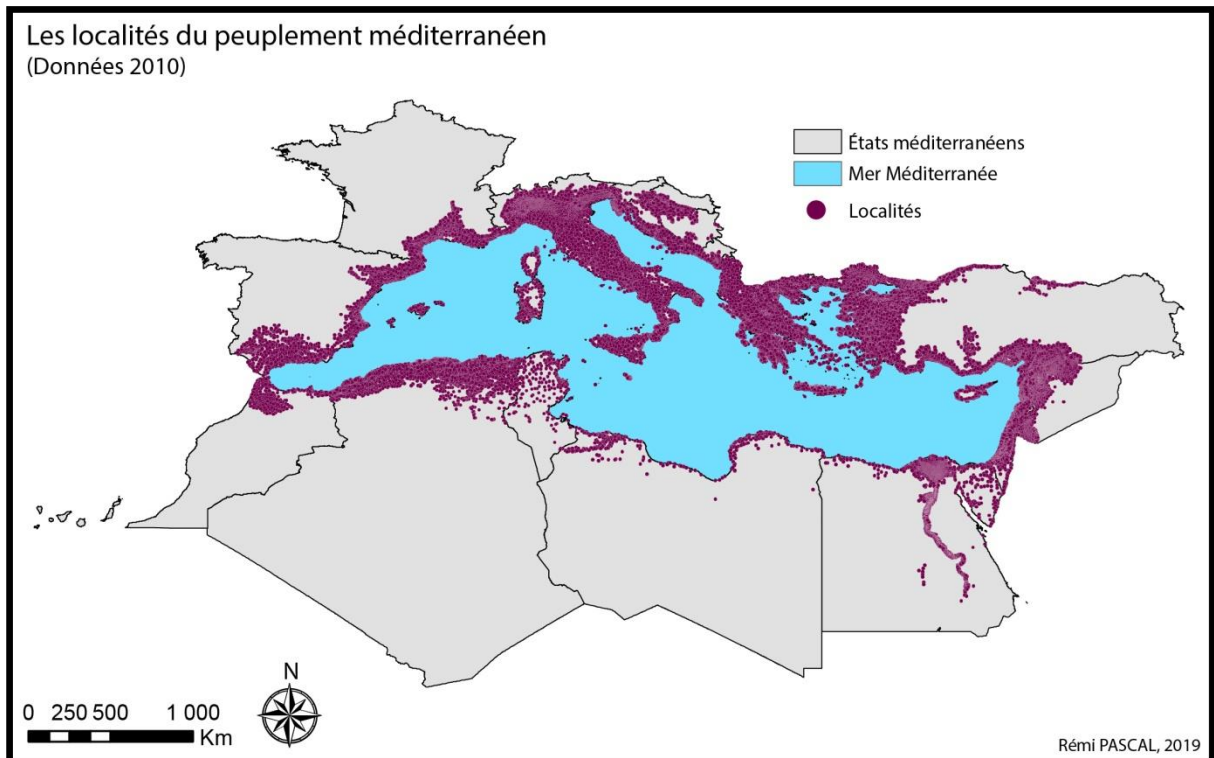 Les localités du peuplement méditerranéen
(Données 2010)
États méditerranéens
Mer Méditerranée
Localités
N
0 250 500 1 000
Km
Rémi PASCAL, 2019